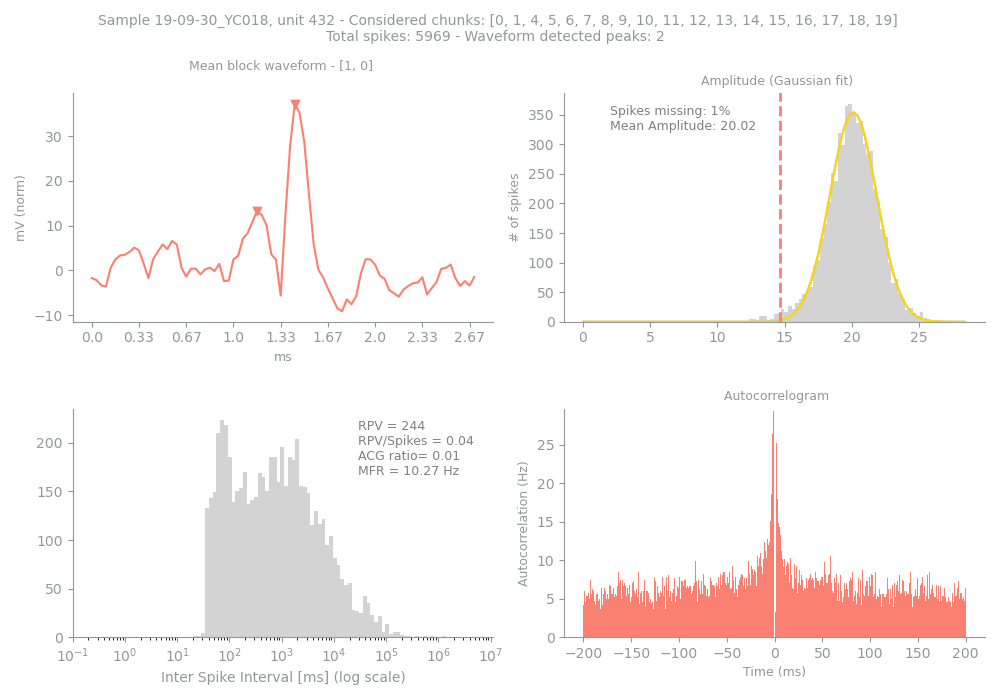 Sample 19-09-30_YC018, unit 432 - Considered chunks: [0, 1, 4, 5, 6, 7, 8, 9, 10, 11, 12, 13, 14, 15, 16, 17, 18, 19]
Total spikes: 5969 - Waveform detected peaks: 2
Mean block waveform - [1, 0]
mV (norm)
30
20
10
0
−10
0.0 0.33 0.67 1.0 1.33 1.67 2.0 2.33 2.67
ms
Amplitude (Gaussian fit)
Spikes missing: 1%
Mean Amplitude: 20.02
# of spikes
350
300
250
200
150
100
50
0
0 5 10 15 20 25
RPV = 244
RPV/Spikes = 0.04
ACG ratio= 0.01
MFR = 10.27 Hz
200
150
100
50
0
10⁻¹ 10⁰ 10¹ 10² 10³ 10⁴ 10⁵ 10⁶ 10⁷
Inter Spike Interval [ms] (log scale)
Autocorrelogram
Autocorrelation (Hz)
25
20
15
10
5
0
−200 −150 −100 −50 0 50 100 150 200
Time (ms)